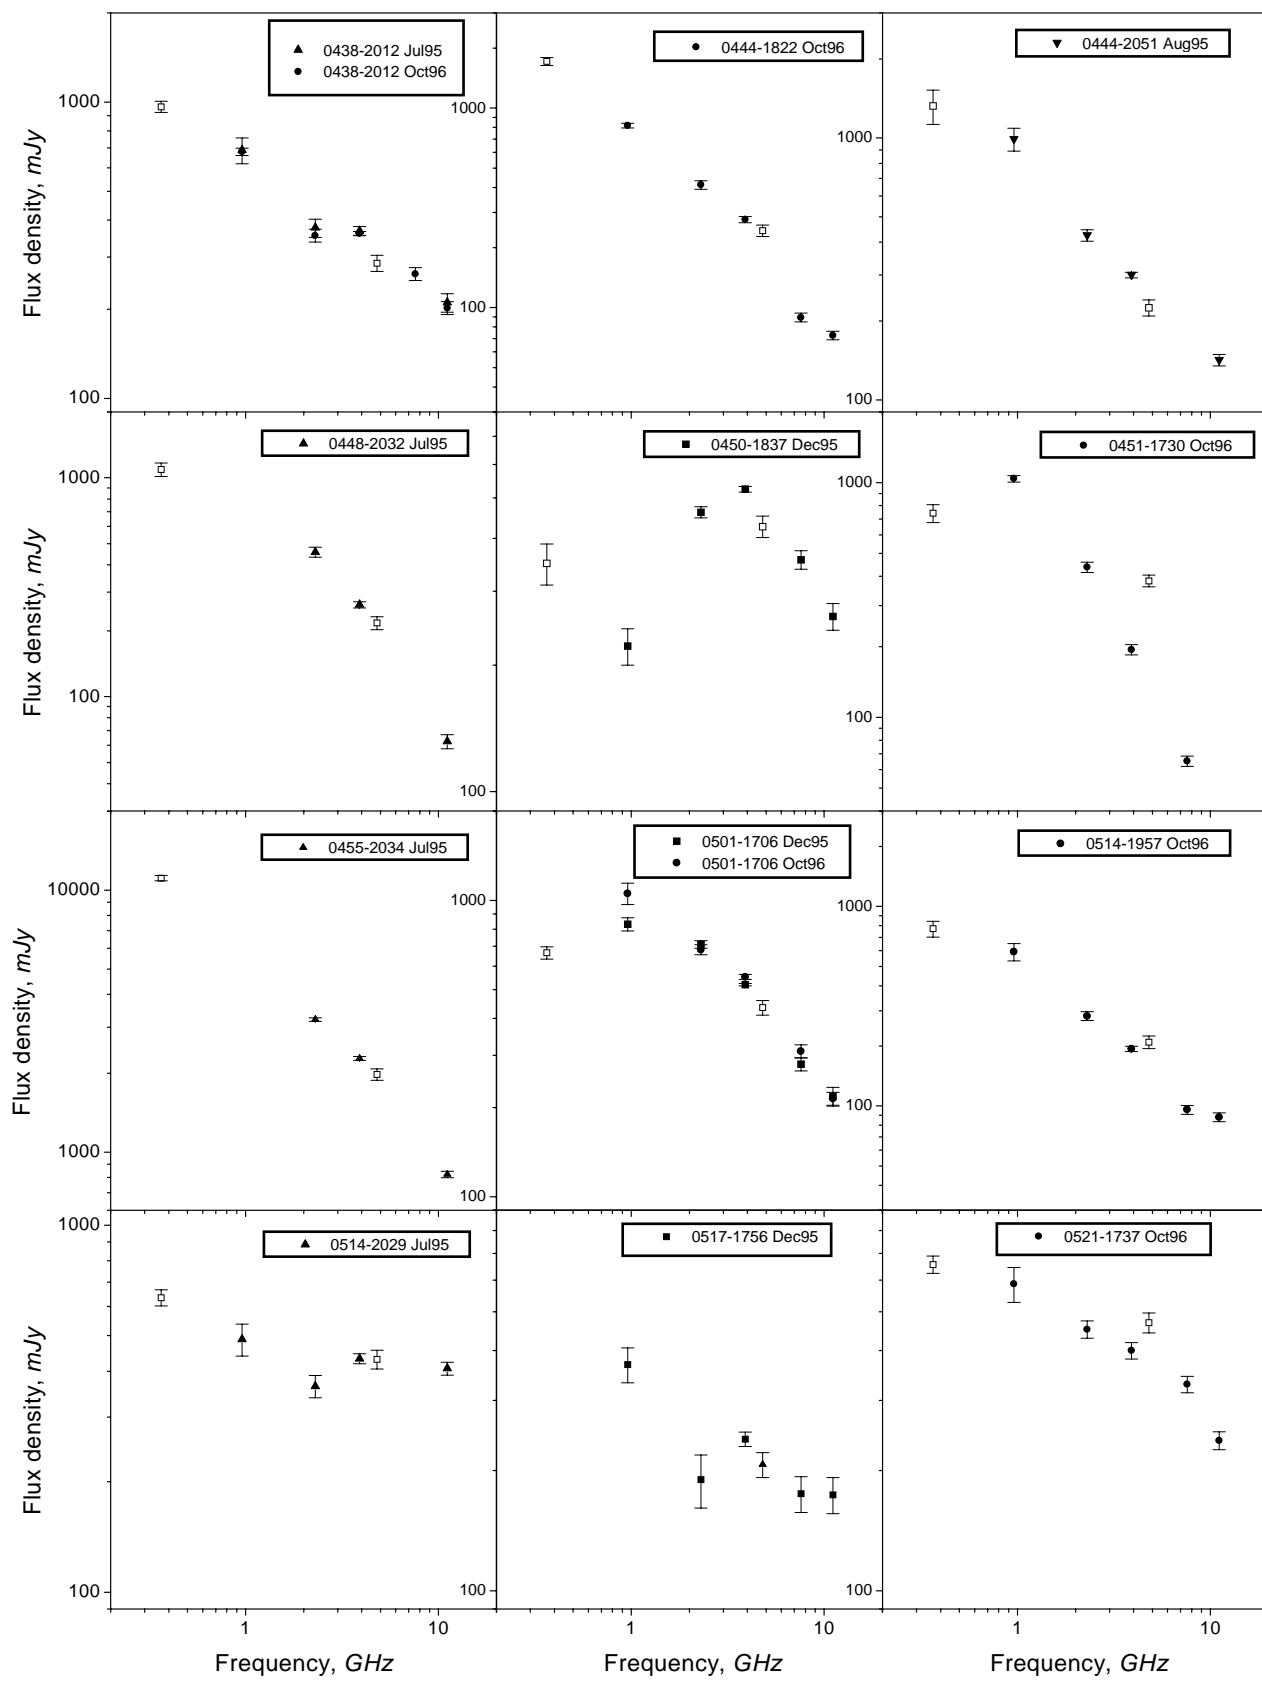 0438-2012 Jul95
0438-2012 Oct96
Flux density, mJy
1000
100
0444-1822 Oct96
1000
100
0444-2051 Aug95
1000
100
0448-2032 Jul95
Flux density, mJy
1000
100
0450-1837 Dec95
100
0451-1730 Oct96
1000
100
0455-2034 Jul95
Flux density, mJy
10000
1000
0501-1706 Dec95
0501-1706 Oct96
1000
100
0514-1957 Oct96
1000
100
0514-2029 Jul95
Flux density, mJy
1000
100
1 10
Frequency, GHz
0517-1756 Dec95
100
1 10
Frequency, GHz
0521-1737 Oct96
100
1 10
Frequency, GHz